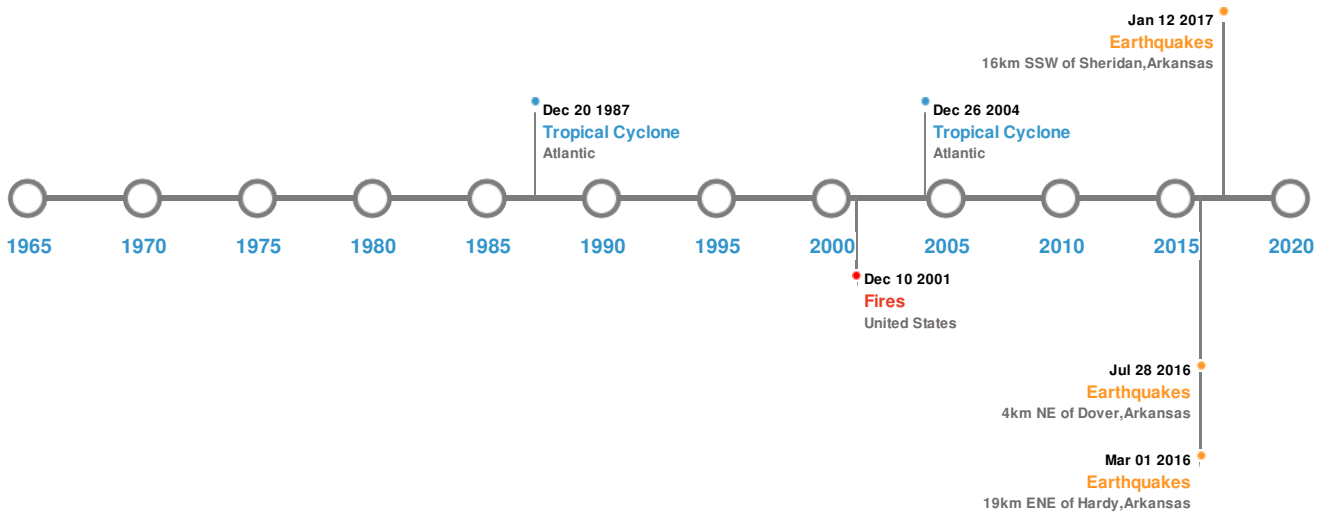 Jan 12 2017
Earthquakes
16km SSW of Sheridan,Arkansas
Dec 20 1987
Tropical Cyclone
Atlantic
Dec 26 2004
Tropical Cyclone
Atlantic
1965
1970
1975
1980
1985
1990
1995
2000
2005
2010
2015
2020
Dec 10 2001
Fires
United States
Jul 28 2016
Earthquakes
4km NE of Dover,Arkansas
Mar 01 2016
Earthquakes
19km ENE of Hardy,Arkansas